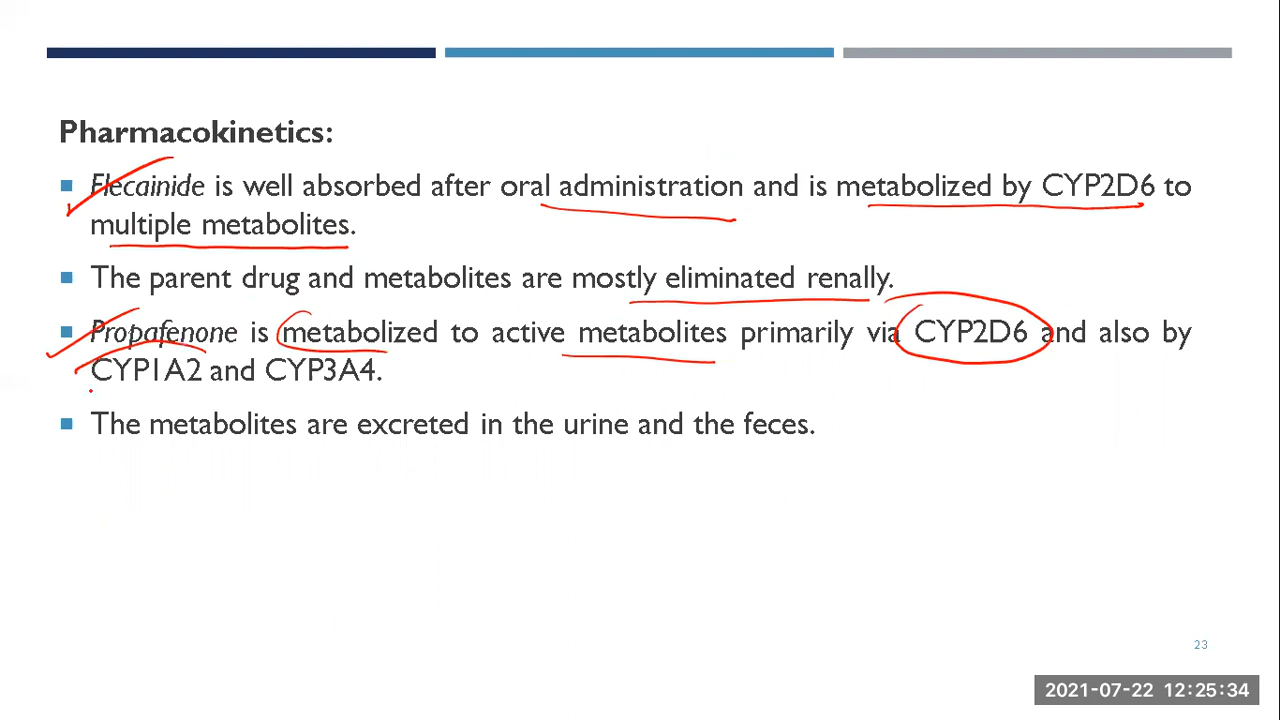 Pharmacokinetics:
Flecainide is well absorbed after oral administration and is metabolized by CYP2D6 to
multiple metabolites.
The parent drug and metabolites are mostly eliminated renally.
Propafenone is metabolized to active metabolites primarily via CYP2D6 and also by
CYP1A2 and CYP3A4.
The metabolites are excreted in the urine and the feces.
23
2021-07-22 12:25:34